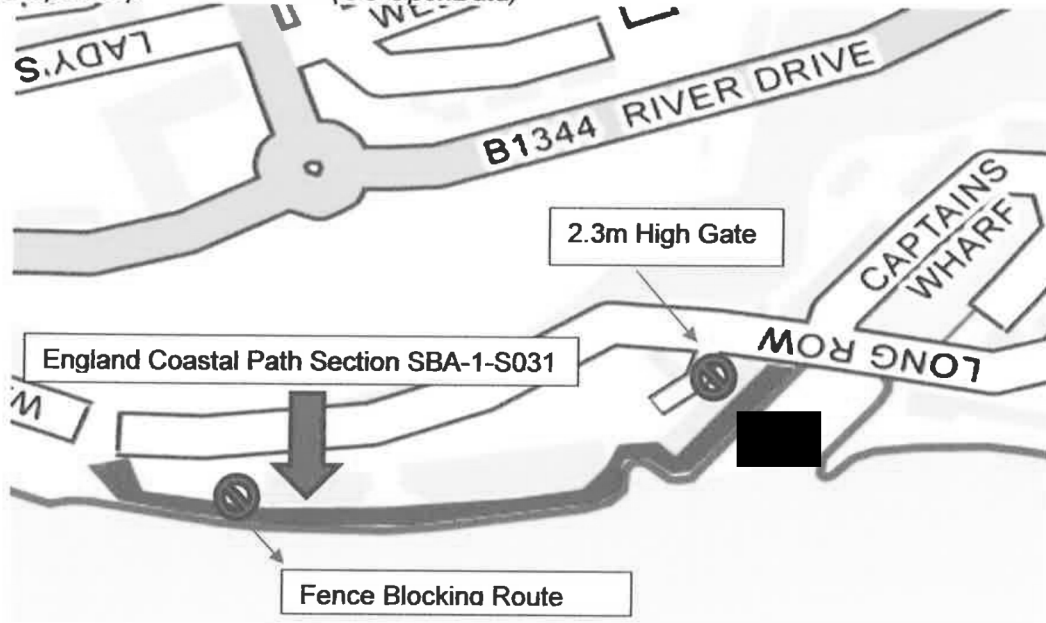 LADY'S
B1344 RIVER DRIVE
2.3m High Gate
CAPTAINS
WHARF
England Coastal Path Section SBA-1-S031
LONG ROW
W
Fence Blocking Route